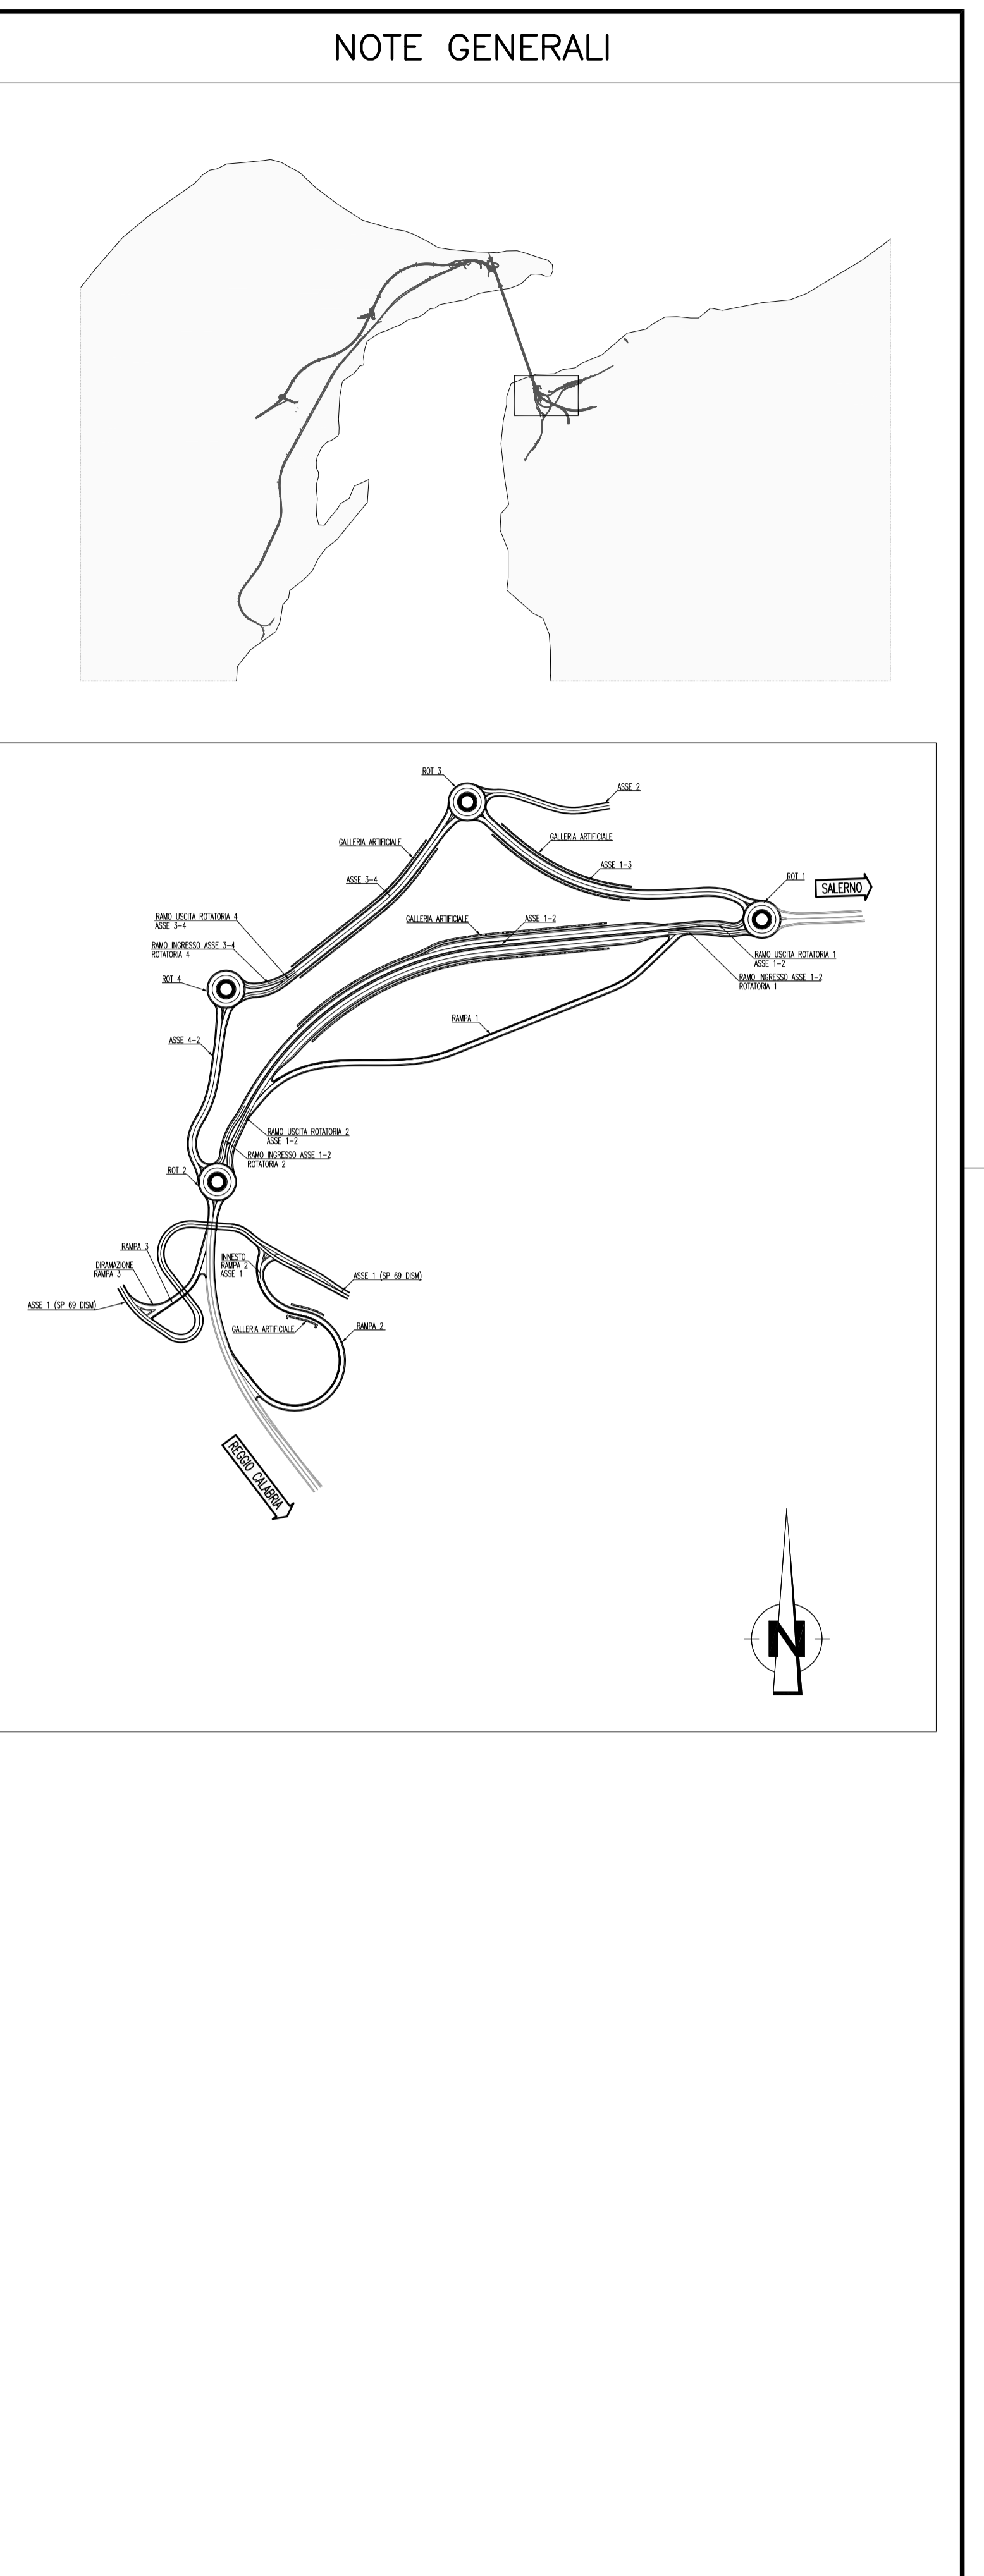 NOTE GENERALI
ROT 3
ASSE 2
GALLERIA ARTIFICIALE
GALLERIA ARTIFICIALE
ASSE 1-3
ASSE 3-4
ROT 1
SALERNO
RAMO USCITA ROTATORIA 4
ASSE 3-4
GALLERIA ARTIFICIALE
ASSE 1-2
RAMO INGRESSO ASSE 3-4
ROTATORIA 4
RAMO USCITA ROTATORIA 1
ASSE 1-2
ROT 4
RAMO INGRESSO ASSE 1-2
ROTATORIA 1
RAMPA 1
ASSE 4-2
RAMO USCITA ROTATORIA 2
ASSE 1-2
RAMO INGRESSO ASSE 1-2
ROTATORIA 2
ROT 2
RAMPA 3
DIRAMAZIONE
RAMPA 3
INNESTO
RAMPA 2
ASSE 1
ASSE 1 (SP 69 DISM)
ASSE 1 (SP 69 DISM)
GALLERIA ARTIFICIALE
RAMPA 2
REGGIO CALABRIA
N